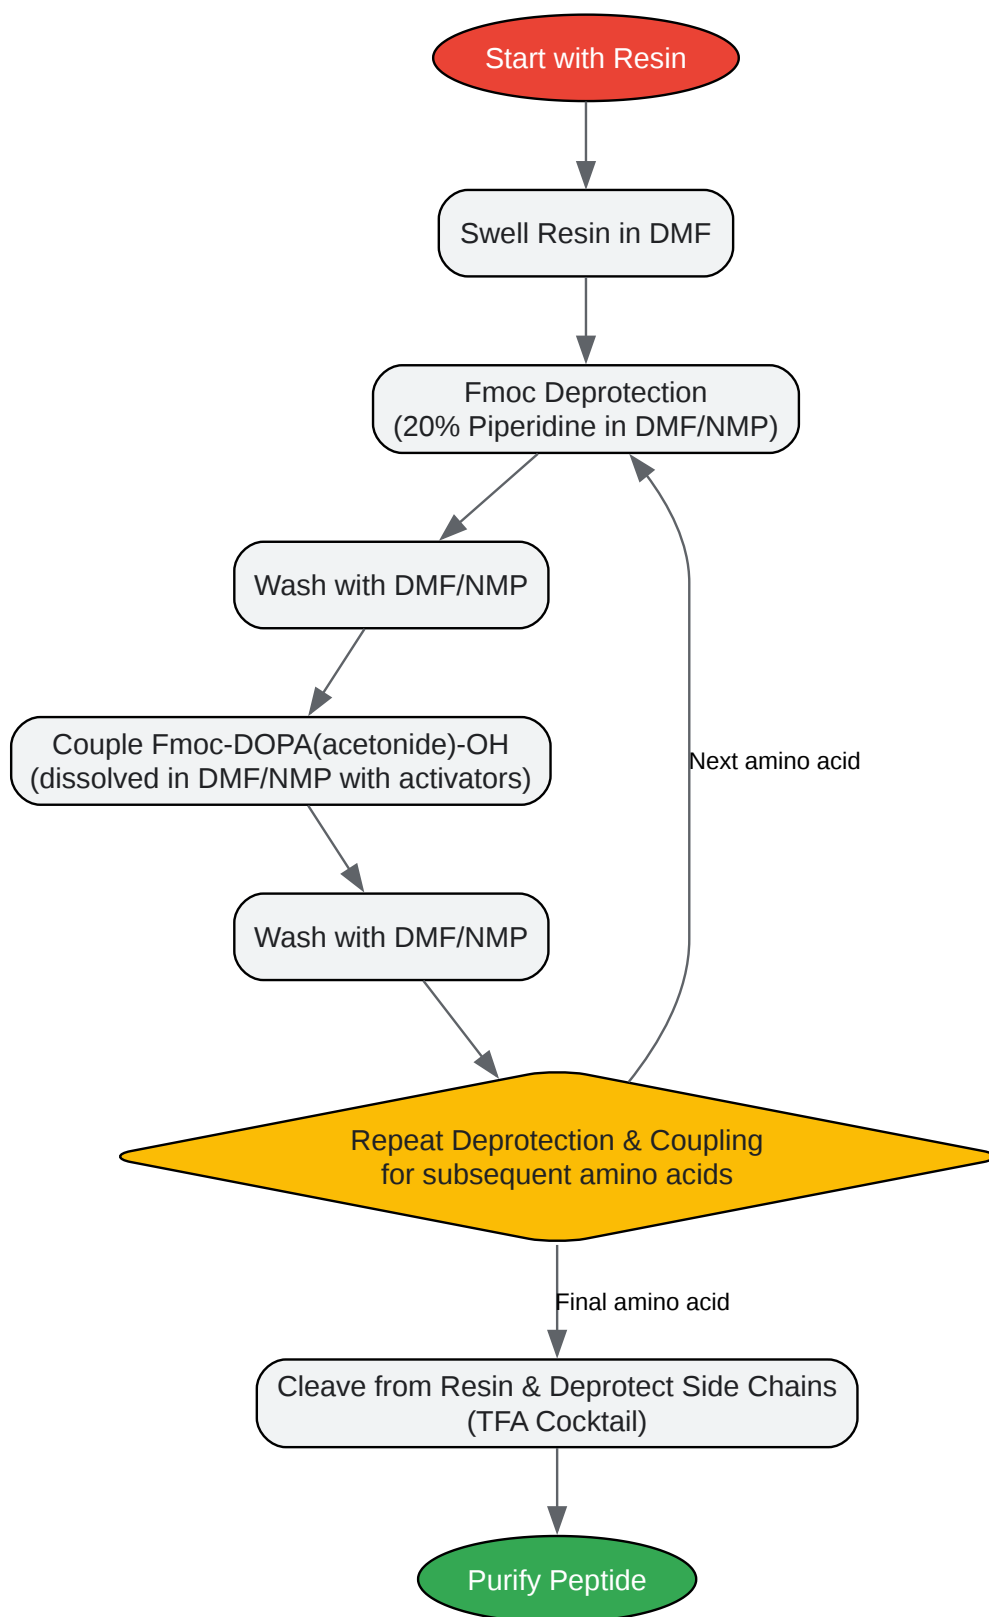 Start with Resin
Swell Resin in DMF
Fmoc Deprotection
(20% Piperidine in DMF/NMP)
Wash with DMF/NMP
Couple Fmoc-DOPA(acetonide)-OH
(dissolved in DMF/NMP with activators)
Next amino acid
Wash with DMF/NMP
Repeat Deprotection & Coupling
for subsequent amino acids
Final amino acid
Cleave from Resin & Deprotect Side Chains
(TFA Cocktail)
Purify Peptide